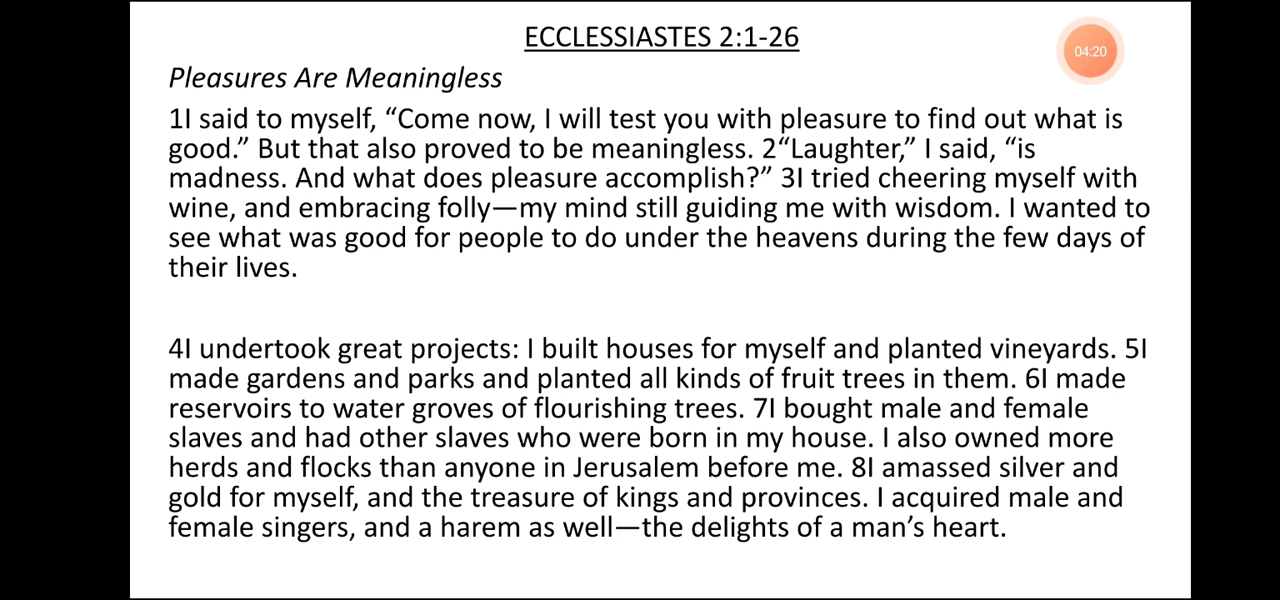 ECCLESSIASTES 2:1-26
04:20
Pleasures Are Meaningless
1I said to myself, “Come now, I will test you with pleasure to find out what is
good.” But that also proved to be meaningless. 2“Laughter,” I said, “is
madness. And what does pleasure accomplish?” 3I tried cheering myself with
wine, and embracing folly—my mind still guiding me with wisdom. I wanted to
see what was good for people to do under the heavens during the few days of
their lives.
4I undertook great projects: I built houses for myself and planted vineyards. 5I
made gardens and parks and planted all kinds of fruit trees in them. 6I made
reservoirs to water groves of flourishing trees. 7I bought male and female
slaves and had other slaves who were born in my house. I also owned more
herds and flocks than anyone in Jerusalem before me. 8I amassed silver and
gold for myself, and the treasure of kings and provinces. I acquired male and
female singers, and a harem as well—the delights of a man’s heart.